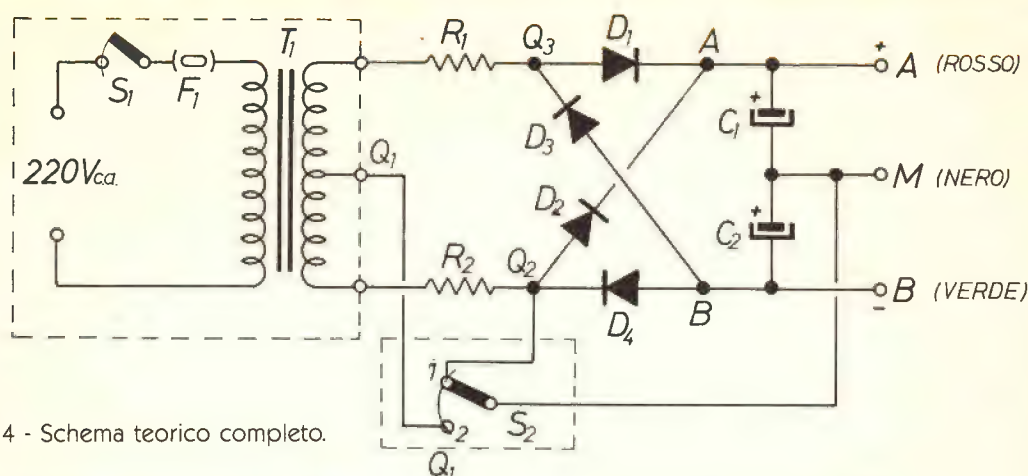 S1
F1
T1
220V c.a.
Q1
R1
Q3
D1
A
+
A (ROSSO)
D3
+
C1
M (NERO)
D2
+
C2
R2
Q2
D4
B
B (VERDE)
-
1
2
S2
Q1
4 - Schema teorico completo.